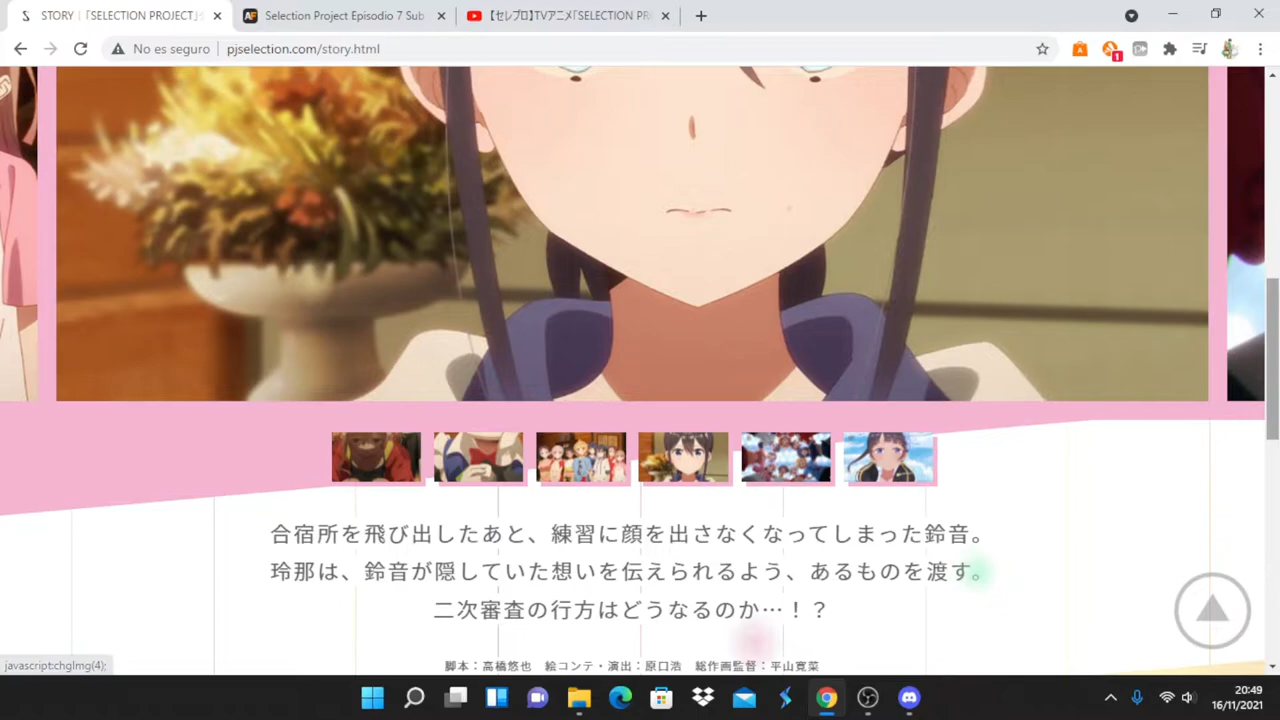 STORY | 「SELECTION PROJECT」
Selection Project Episodio 7 Sub
【セレプロ】TVアニメ「SELECTION PR
No es seguro
pjselection.com/story.html
1
合宿所を飛び出したあと、練習に顔を出さなくなってしまった鈴音。
玲那は、鈴音が隠していた想いを伝えられるよう、あるものを渡す。
二次審査の行方はどうなるのか…！？
javascript:chgImg(4);
脚本：高橋悠也　絵コンテ・演出：原口浩　総作画監督：平山寛菜
20:49
16/11/2021